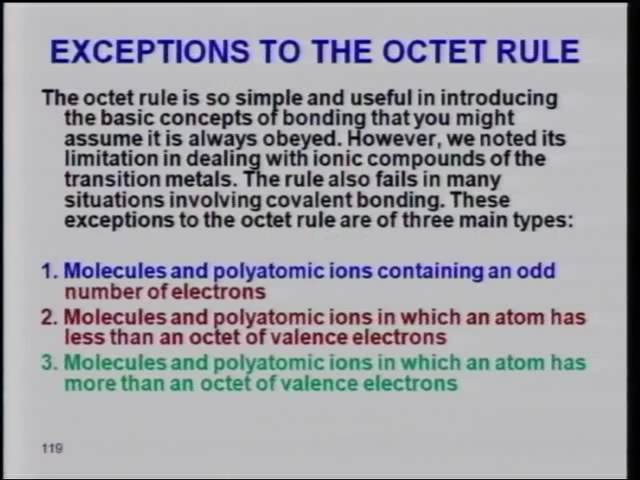 EXCEPTIONS TO THE OCTET RULE
The octet rule is so simple and useful in introducing
the basic concepts of bonding that you might
assume it is always obeyed. However, we noted its
limitation in dealing with ionic compounds of the
transition metals. The rule also fails in many
situations involving covalent bonding. These
exceptions to the octet rule are of three main types:
1. Molecules and polyatomic ions containing an odd
number of electrons
2. Molecules and polyatomic ions in which an atom has
less than an octet of valence electrons
3. Molecules and polyatomic ions in which an atom has
more than an octet of valence electrons
119